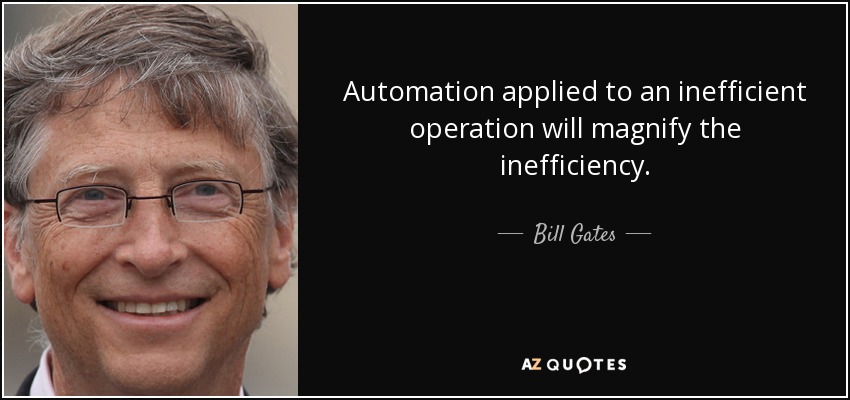 Automation applied to an inefficient
operation will magnify the
inefficiency.
Bill Gates
AZ QUOTES